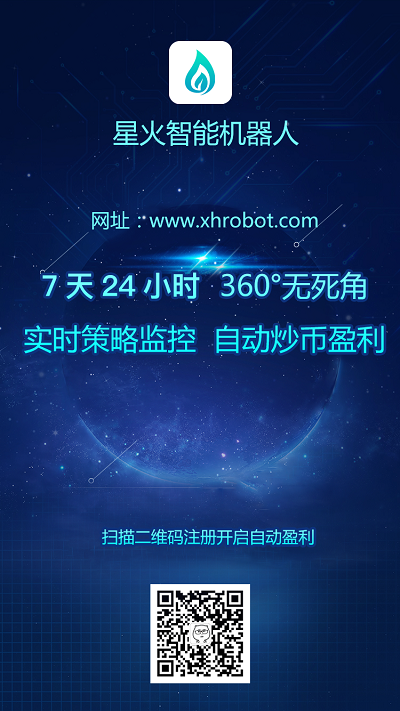 星火智能机器人
网址：www.xhrobot.com
7 天 24 小时 360°无死角
实时策略监控 自动炒币盈利
扫描二维码注册开启自动盈利